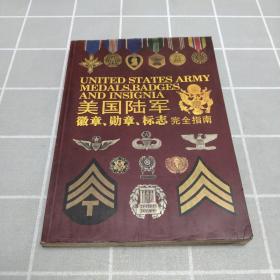 UNITED STATES ARMY
MEDALS, BADGES
AND INSIGNIA
美国陆军
徽章、勋章、标志 完全指南
T